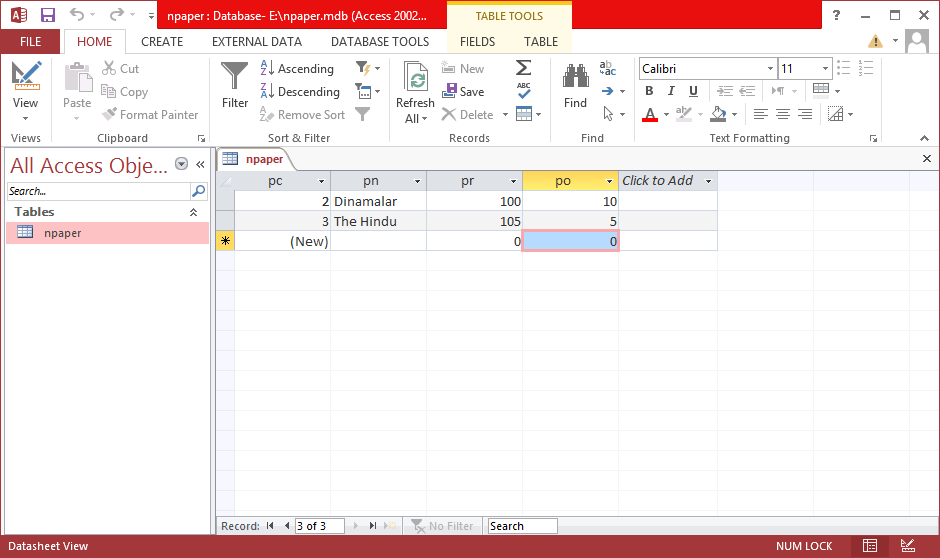 npaper : Database- E:\npaper.mdb (Access 2002...
TABLE TOOLS
?
FILE HOME CREATE EXTERNAL DATA DATABASE TOOLS FIELDS TABLE
View
Views
Paste
Cut
Copy
Format Painter
Clipboard
Filter
Ascending
Descending
Remove Sort
Sort & Filter
Refresh
All
New
Save
Delete
Σ
ABC
Records
Find
ab
ac
Find
Calibri 11
B I U
A ab
Text Formatting
All Access Obje...
Search...
Tables
npaper
npaper
pc pn pr po Click to Add
2 Dinamalar 100 10
3 The Hindu 105 5
* (New) 0 0
Record: 3 of 3 No Filter Search
Datasheet View NUM LOCK